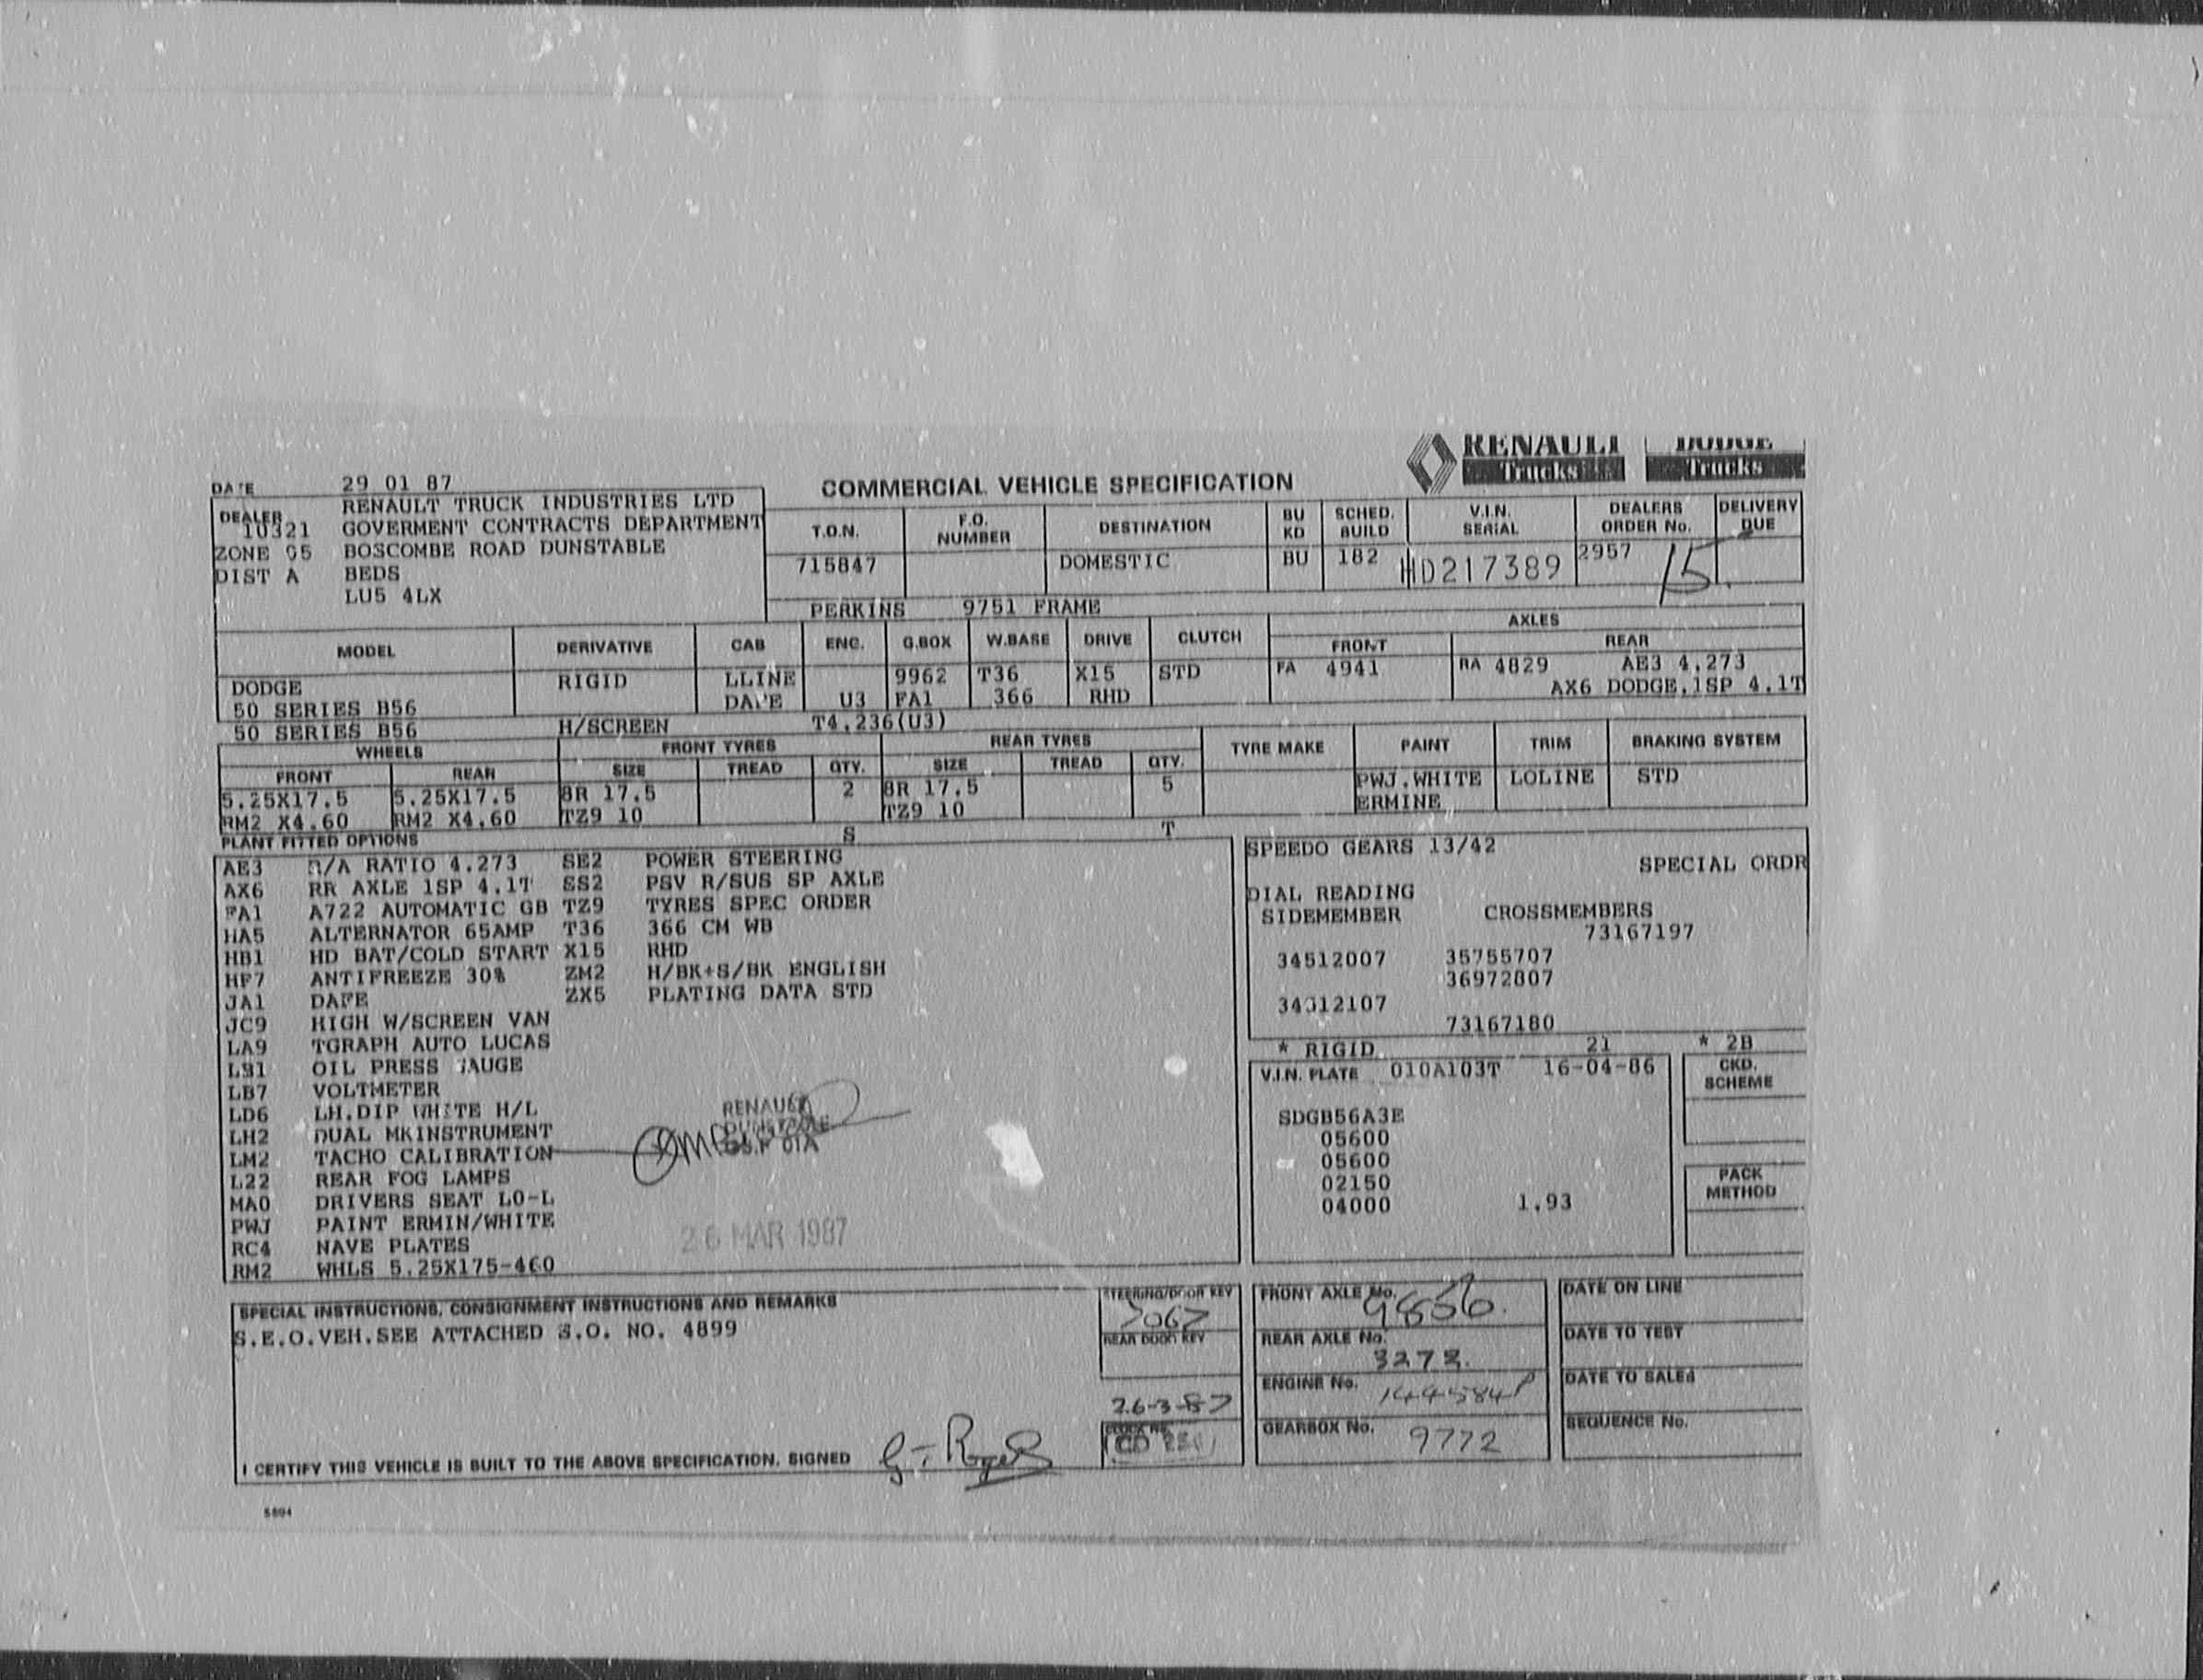 RENAULT Trucks DODGE Trucks
COMMERCIAL VEHICLE SPECIFICATION
DATE 29 01 87
DEALER 10321 RENAULT TRUCK INDUSTRIES LTD
GOVERMENT CONTRACTS DEPARTMENT
ZONE 05 BOSCOMBE ROAD DUNSTABLE
DIST A BEDS
LU5 4LX
T.O.N. F.O. NUMBER DESTINATION BU KD SCHED. BUILD V.I.N. SERIAL DEALERS ORDER No. DELIVERY DUE
715847 DOMESTIC BU 182 HD217389 2957 15
PERKINS 9751 FRAME
MODEL DERIVATIVE CAB ENG. G.BOX W.BASE DRIVE CLUTCH AXLES
FRONT REAR
DODGE RIGID LLINE 9962 T36 X15 STD FA 4941 RA 4829 AE3 4.273
50 SERIES B56 U3 FA1 366 RHD AX6 DODGE,1SP 4.1T
50 SERIES B56 H/SCREEN T4.236(U3)
WHEELS FRONT TYRES REAR TYRES TYRE MAKE PAINT TRIM BRAKING SYSTEM
FRONT REAR SIZE TREAD QTY. SIZE TREAD QTY.
5.25X17.5 5.25X17.5 8R 17.5 2 8R 17.5 5 PWJ.WHITE LOLINE STD
RM2 X4.60 RM2 X4.60 TZ9 10 TZ9 10 ERMINE
PLANT FITTED OPTIONS S T
AE3 R/A RATIO 4.273 SE2 POWER STEERING
AX6 RR AXLE 1SP 4.1T SS2 PSV R/SUS SP AXLE
FA1 A722 AUTOMATIC GB TZ9 TYRES SPEC ORDER
HA5 ALTERNATOR 65AMP T36 366 CM WB
HB1 HD BAT/COLD START X15 RHD
HF7 ANTIFREEZE 30% ZM2 H/BK+S/BK ENGLISH
JA1 ZX5 PLATING DATA STD
JC9 HIGH W/SCREEN VAN
LA9 TGRAPH AUTO LUCAS
OIL PRESS GAUGE
LB7 VOLTMETER
LD6 LH.DIP WHITE H/L
LH2 DUAL MKINSTRUMENT
LM2 TACHO CALIBRATION
L22 REAR FOG LAMPS
MA0 DRIVERS SEAT LO-L
PWJ PAINT ERMIN/WHITE
RC4 NAVE PLATES
RM2 WHLS 5.25X175-460
RENAULT
DUNSTABLE
26 MAR 1987
SPEEDO GEARS 13/42
SPECIAL ORDR
DIAL READING
SIDEMEMBER CROSSMEMBERS
73167197
34512007 35755707
36972807
34312107
73167180
* RIGID 21 * 2B
V.I.N. PLATE 010A103T 16-04-86 CKD. SCHEME
SDGB56A3E
05600
05600
02150 PACK METHOD
04000 1.93
SPECIAL INSTRUCTIONS, CONSIGNMENT INSTRUCTIONS AND REMARKS
S.E.O.VEH.SEE ATTACHED S.O. NO. 4899
STEERING/DOOR KEY
7067
REAR DOOR KEY
26-3-87
FRONT AXLE No. 9856
REAR AXLE No. 3273
ENGINE No.
GEARBOX No. 9772
DATE ON LINE
DATE TO TEST
DATE TO SALES
SEQUENCE No.
I CERTIFY THIS VEHICLE IS BUILT TO THE ABOVE SPECIFICATION. SIGNED
5804